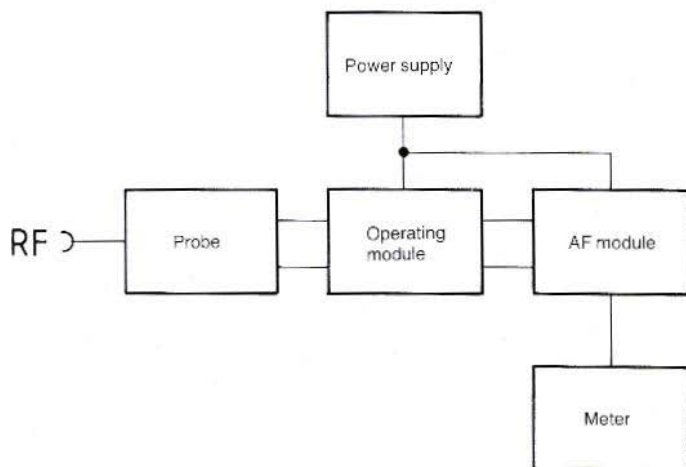 Power supply
RF
Probe
Operating
module
AF module
Meter